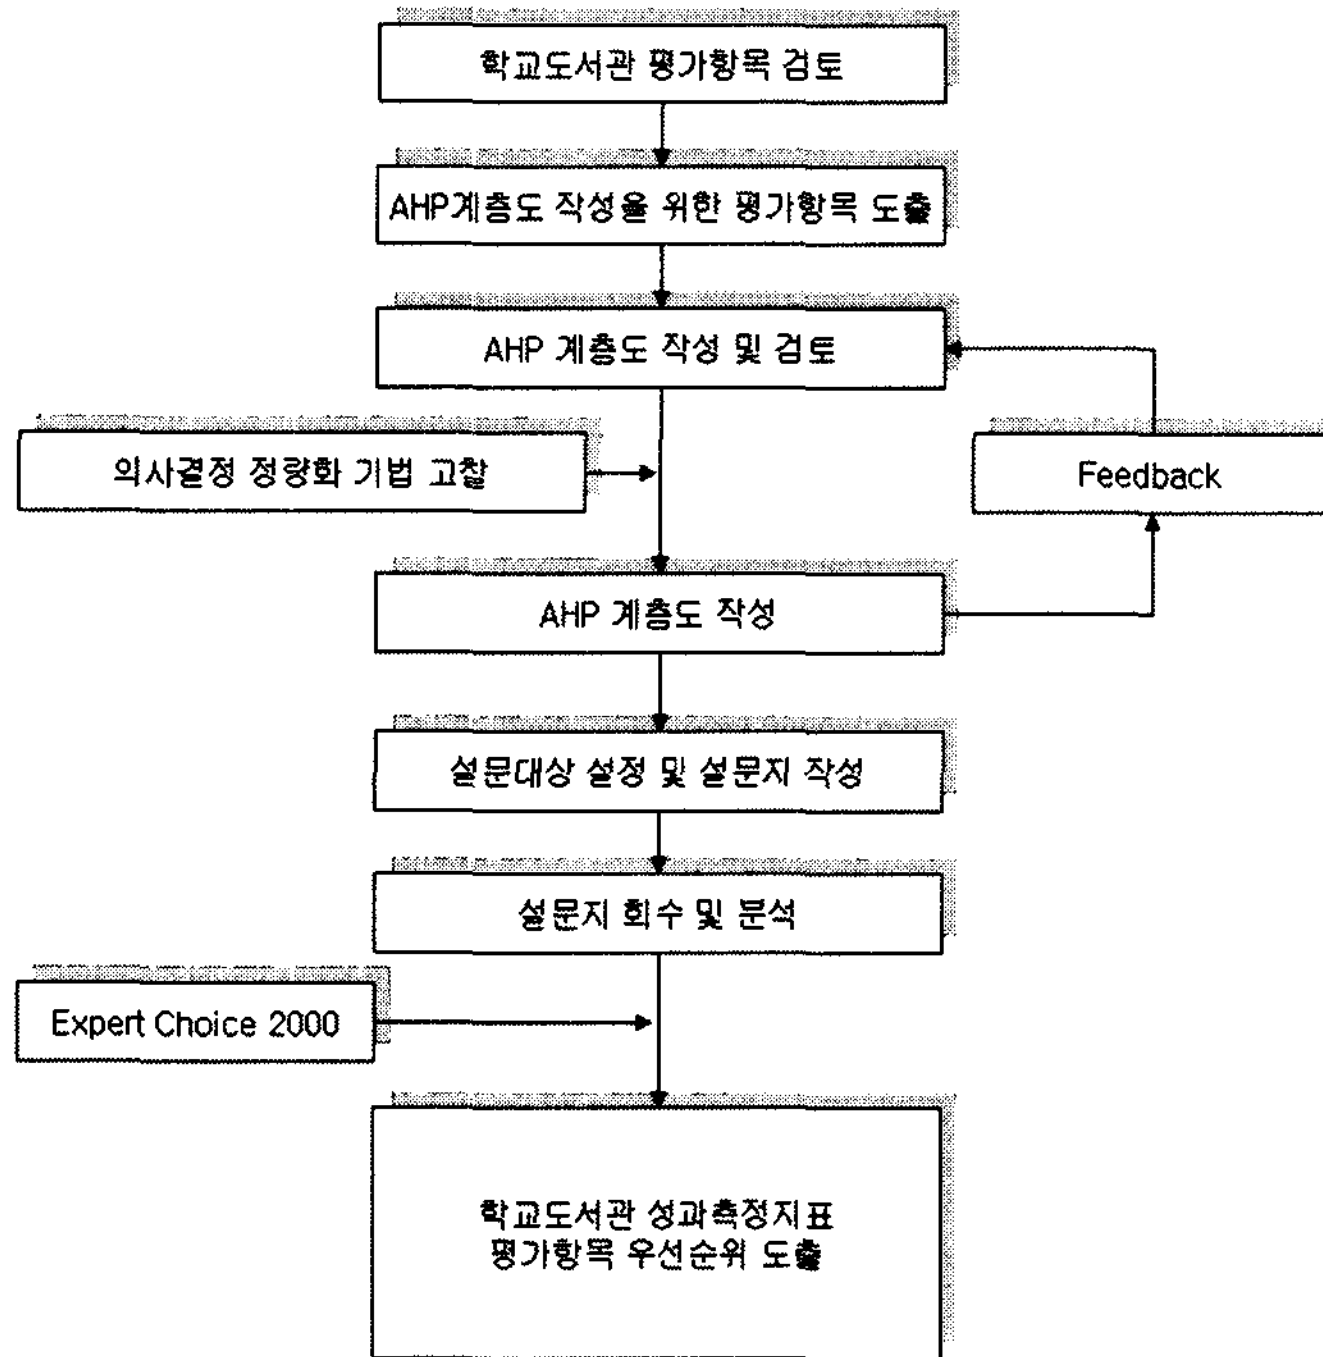 학교도서관 평가항목 검토
AHP계층도 작성을 위한 평가항목 도출
AHP 계층도 작성 및 검토
의사결정 정량화 기법 고찰
Feedback
AHP 계층도 작성
설문대상 설정 및 설문지 작성
설문지 회수 및 분석
Expert Choice 2000
학교도서관 성과측정지표
평가항목 우선순위 도출